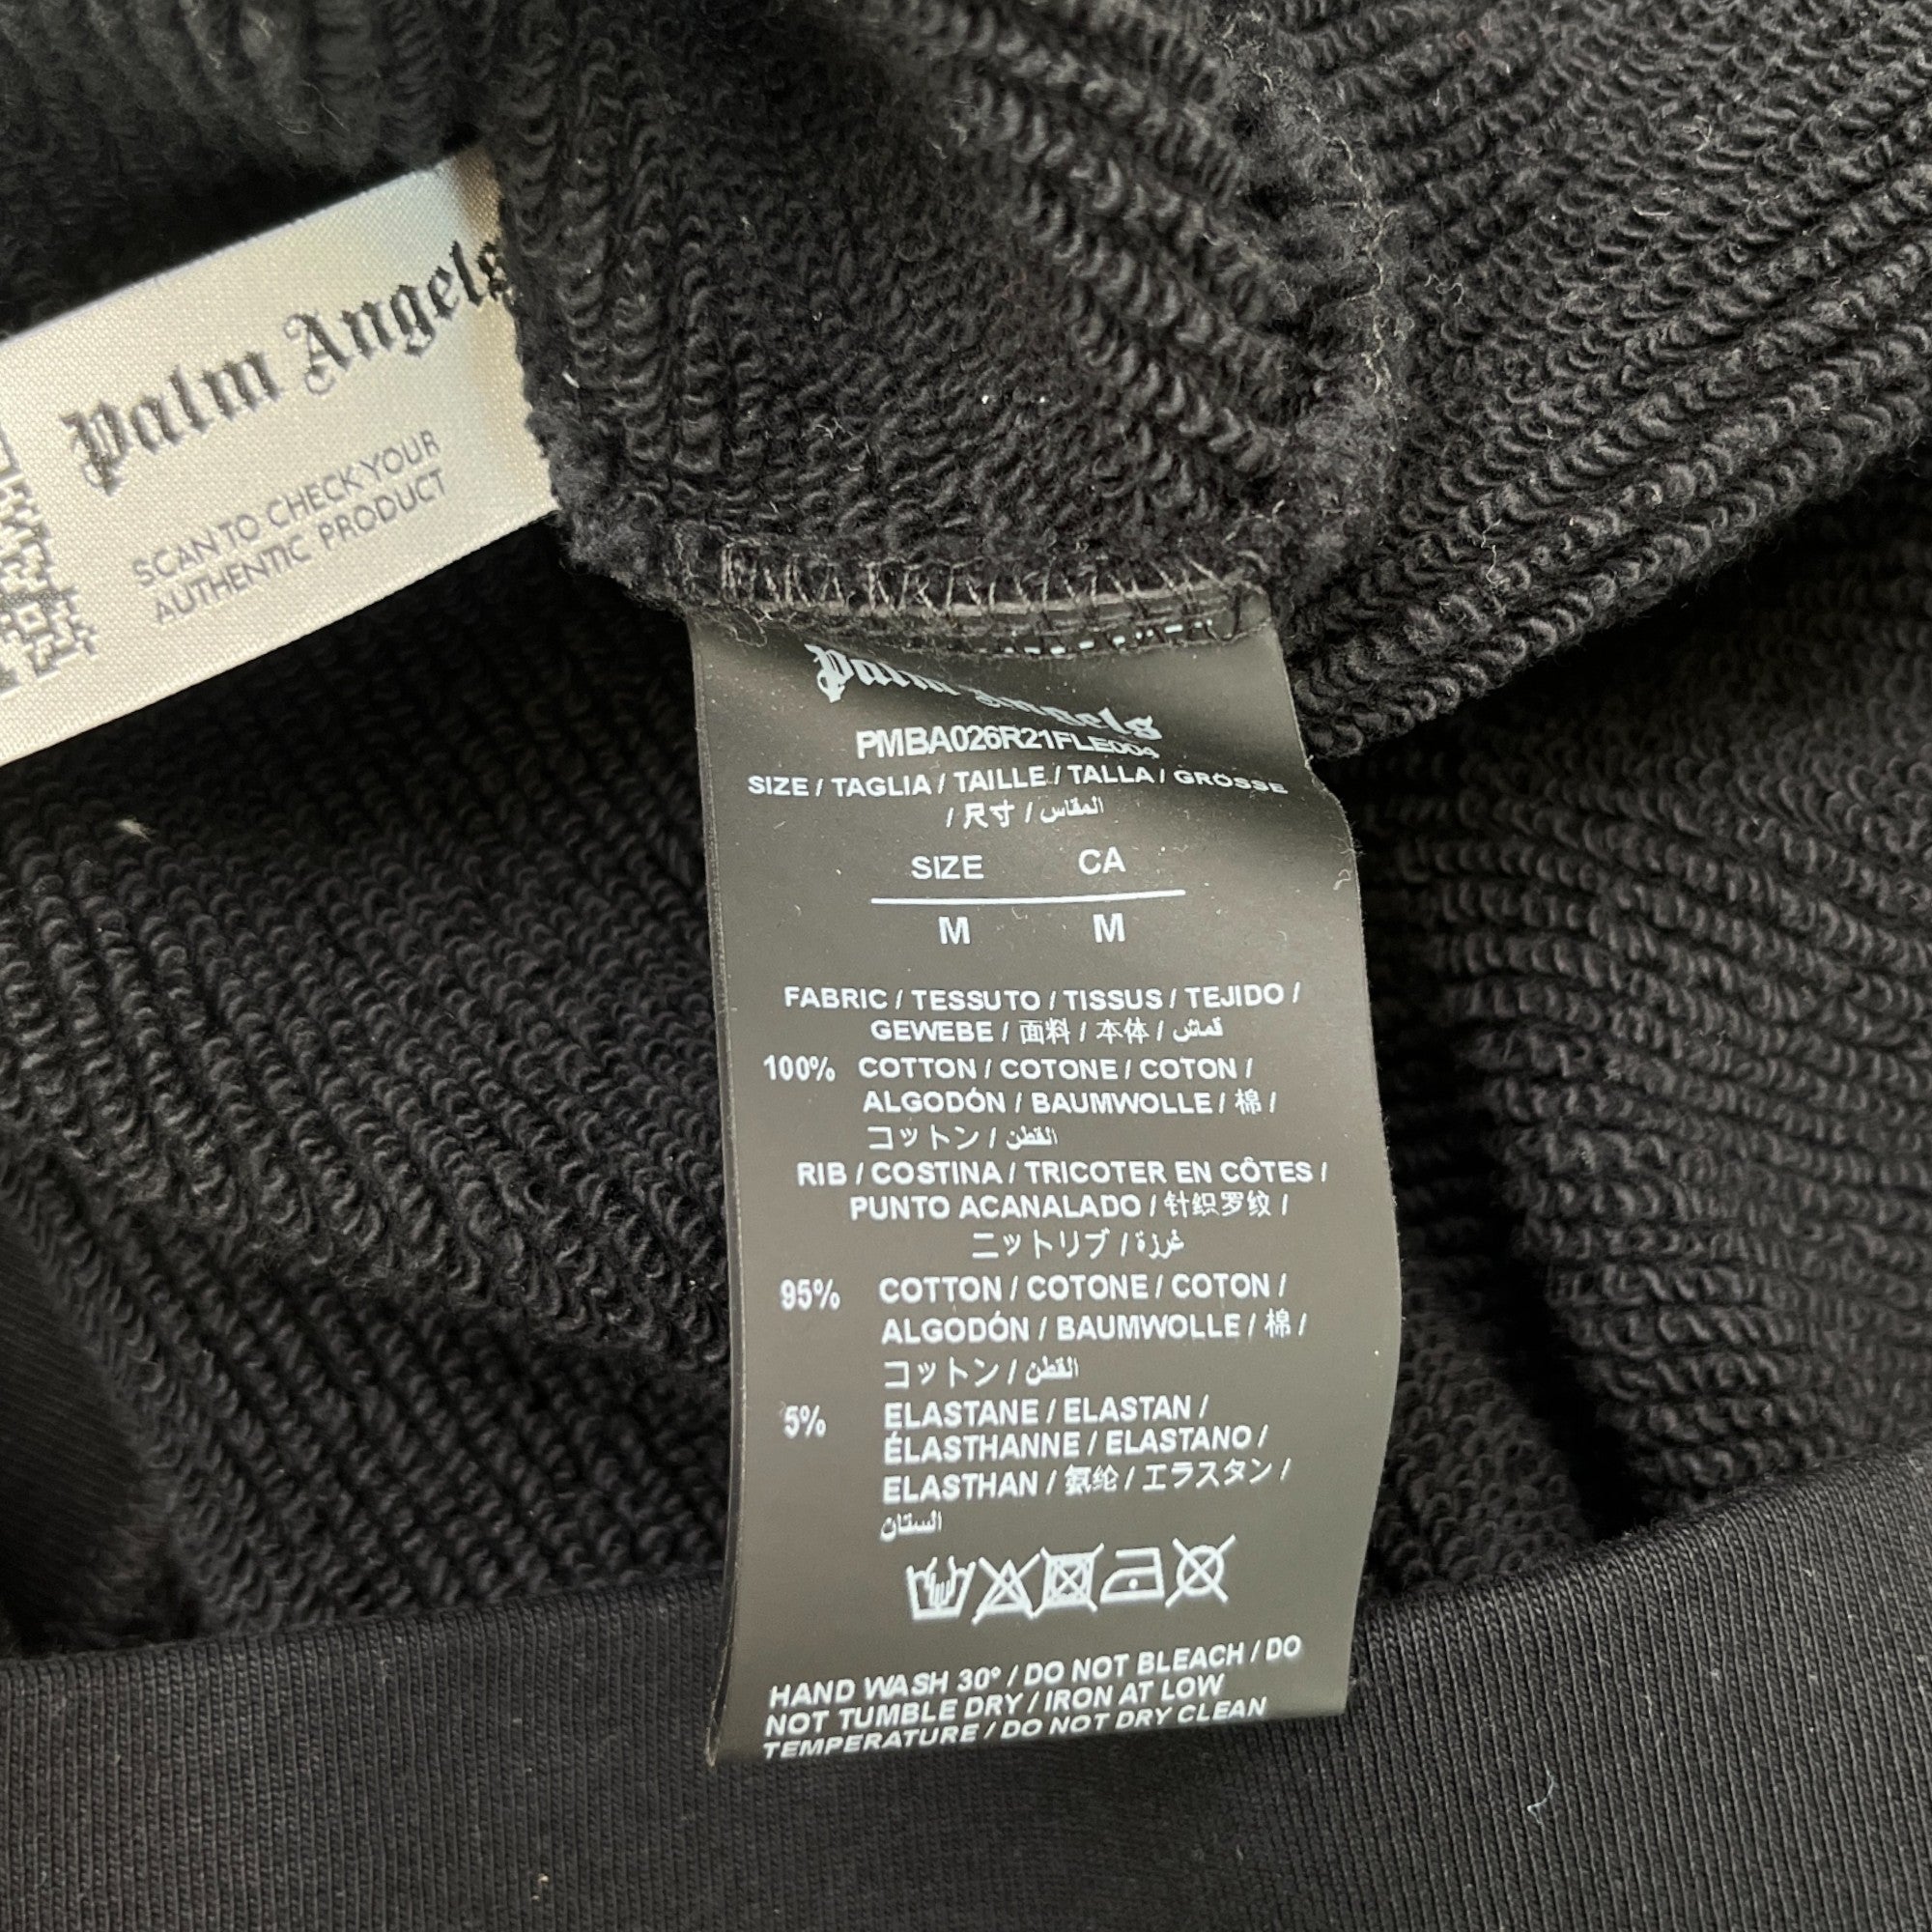 Palm Angels
SCAN TO CHECK YOUR
AUTHENTIC PRODUCT
Palm Angels
PMBA026R21FLE004
SIZE / TAGLIA / TAILLE / TALLA / GRÖSSE
/ 尺寸 / المقاس
SIZE CA
M M
FABRIC / TESSUTO / TISSUS / TEJIDO /
GEWEBE / 面料 / 本体 / قماش
100% COTTON / COTONE / COTON /
ALGODÓN / BAUMWOLLE / 棉 /
コットン / القطن
RIB / COSTINA / TRICOTER EN CÔTES /
PUNTO ACANALADO / 针织罗纹 /
ニットリブ / غرزة
95% COTTON / COTONE / COTON /
ALGODÓN / BAUMWOLLE / 棉 /
コットン / القطن
5% ELASTANE / ELASTAN /
ÉLASTHANNE / ELASTANO /
ELASTHAN / 氨纶 / エラスタン /
الستان
HAND WASH 30° / DO NOT BLEACH / DO
NOT TUMBLE DRY / IRON AT LOW
TEMPERATURE / DO NOT DRY CLEAN